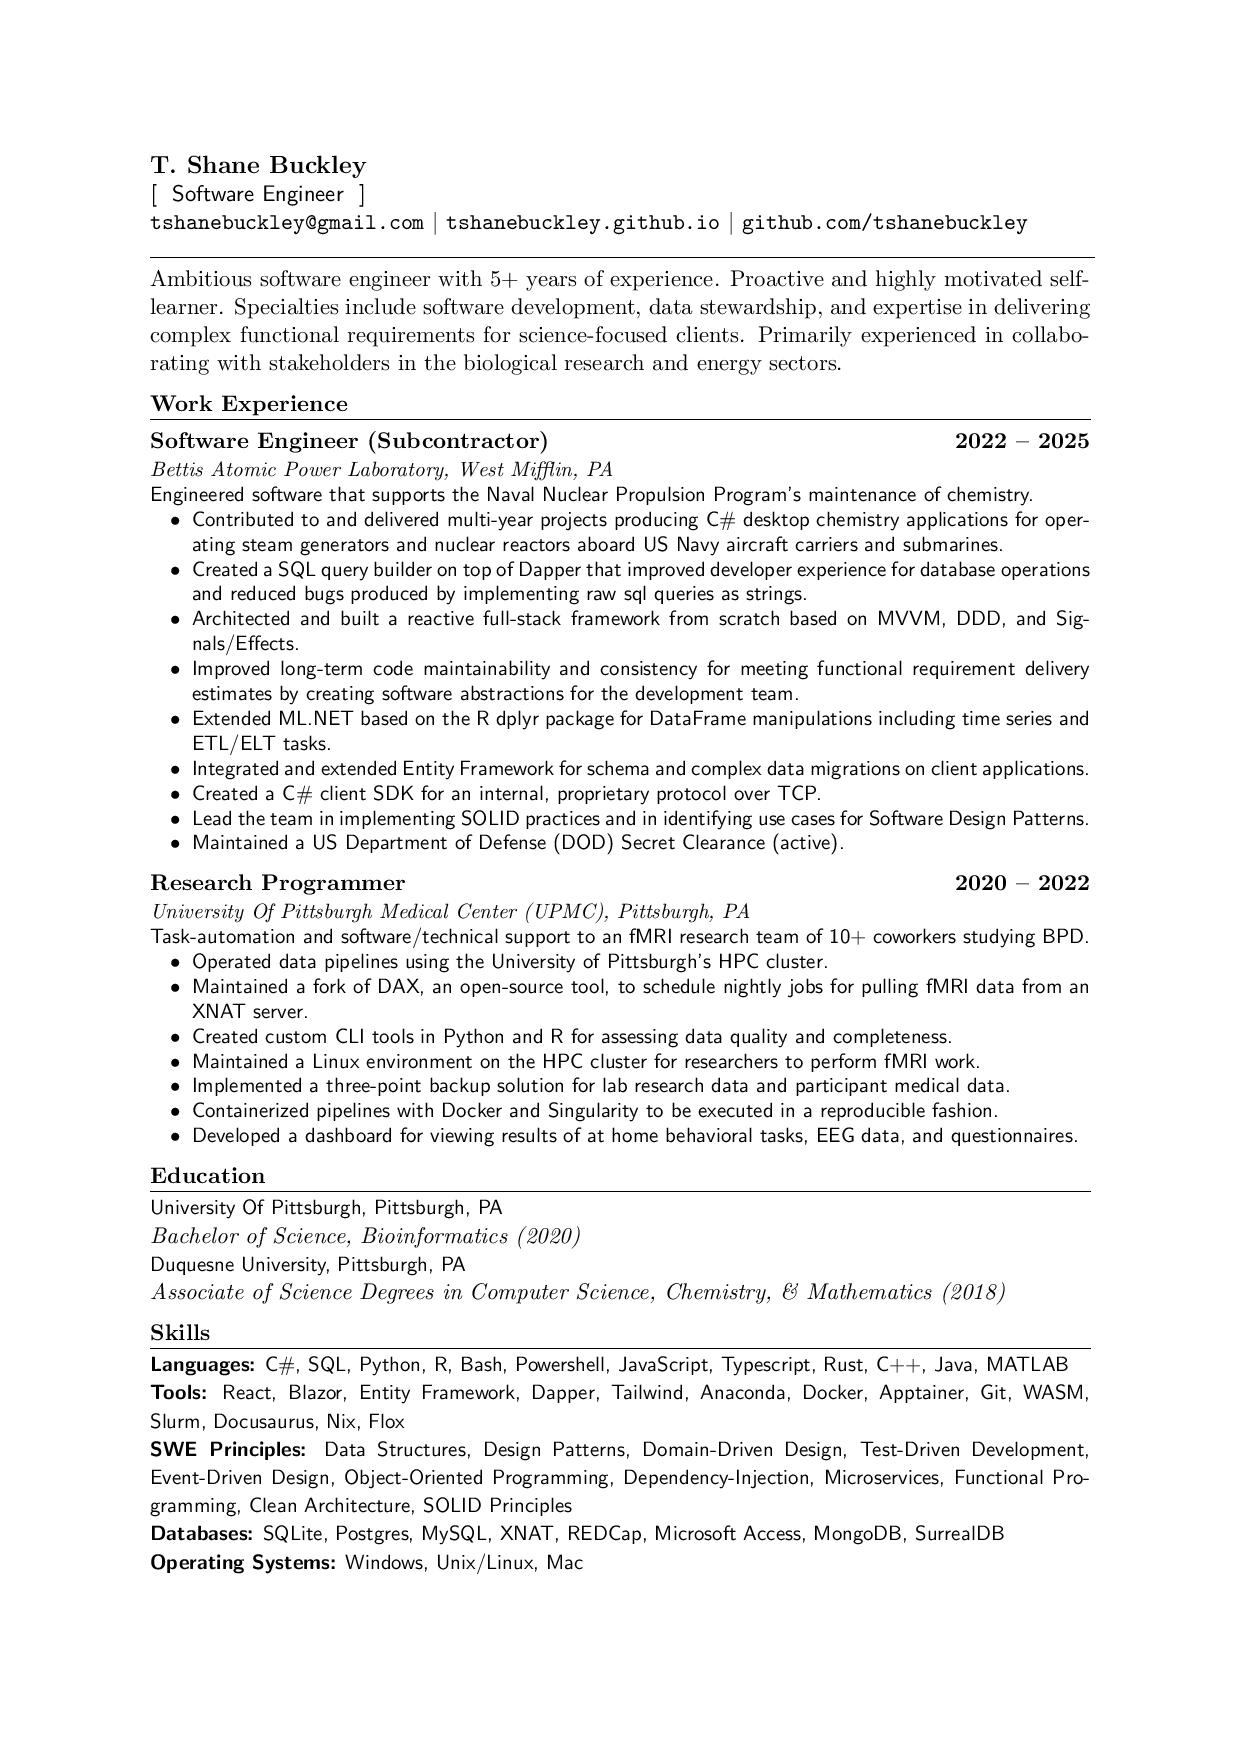 T. Shane Buckley
[ Software Engineer ]
tshanebuckley@gmail.com | tshanebuckley.github.io | github.com/tshanebuckley
Ambitious software engineer with 5+ years of experience. Proactive and highly motivated self-
learner. Specialties include software development, data stewardship, and expertise in delivering
complex functional requirements for science-focused clients. Primarily experienced in collabo-
rating with stakeholders in the biological research and energy sectors.
Work Experience
Software Engineer (Subcontractor) 2022 – 2025
Bettis Atomic Power Laboratory, West Mifflin, PA
Engineered software that supports the Naval Nuclear Propulsion Program's maintenance of chemistry.
• Contributed to and delivered multi-year projects producing C# desktop chemistry applications for oper-
ating steam generators and nuclear reactors aboard US Navy aircraft carriers and submarines.
• Created a SQL query builder on top of Dapper that improved developer experience for database operations
and reduced bugs produced by implementing raw sql queries as strings.
• Architected and built a reactive full-stack framework from scratch based on MVVM, DDD, and Sig-
nals/Effects.
• Improved long-term code maintainability and consistency for meeting functional requirement delivery
estimates by creating software abstractions for the development team.
• Extended ML.NET based on the R dplyr package for DataFrame manipulations including time series and
ETL/ELT tasks.
• Integrated and extended Entity Framework for schema and complex data migrations on client applications.
• Created a C# client SDK for an internal, proprietary protocol over TCP.
• Lead the team in implementing SOLID practices and in identifying use cases for Software Design Patterns.
• Maintained a US Department of Defense (DOD) Secret Clearance (active).
Research Programmer 2020 – 2022
University Of Pittsburgh Medical Center (UPMC), Pittsburgh, PA
Task-automation and software/technical support to an fMRI research team of 10+ coworkers studying BPD.
• Operated data pipelines using the University of Pittsburgh's HPC cluster.
• Maintained a fork of DAX, an open-source tool, to schedule nightly jobs for pulling fMRI data from an
XNAT server.
• Created custom CLI tools in Python and R for assessing data quality and completeness.
• Maintained a Linux environment on the HPC cluster for researchers to perform fMRI work.
• Implemented a three-point backup solution for lab research data and participant medical data.
• Containerized pipelines with Docker and Singularity to be executed in a reproducible fashion.
• Developed a dashboard for viewing results of at home behavioral tasks, EEG data, and questionnaires.
Education
University Of Pittsburgh, Pittsburgh, PA
Bachelor of Science, Bioinformatics (2020)
Duquesne University, Pittsburgh, PA
Associate of Science Degrees in Computer Science, Chemistry, & Mathematics (2018)
Skills
Languages: C#, SQL, Python, R, Bash, Powershell, JavaScript, Typescript, Rust, C++, Java, MATLAB
Tools: React, Blazor, Entity Framework, Dapper, Tailwind, Anaconda, Docker, Apptainer, Git, WASM,
Slurm, Docusaurus, Nix, Flox
SWE Principles: Data Structures, Design Patterns, Domain-Driven Design, Test-Driven Development,
Event-Driven Design, Object-Oriented Programming, Dependency-Injection, Microservices, Functional Pro-
gramming, Clean Architecture, SOLID Principles
Databases: SQLite, Postgres, MySQL, XNAT, REDCap, Microsoft Access, MongoDB, SurrealDB
Operating Systems: Windows, Unix/Linux, Mac